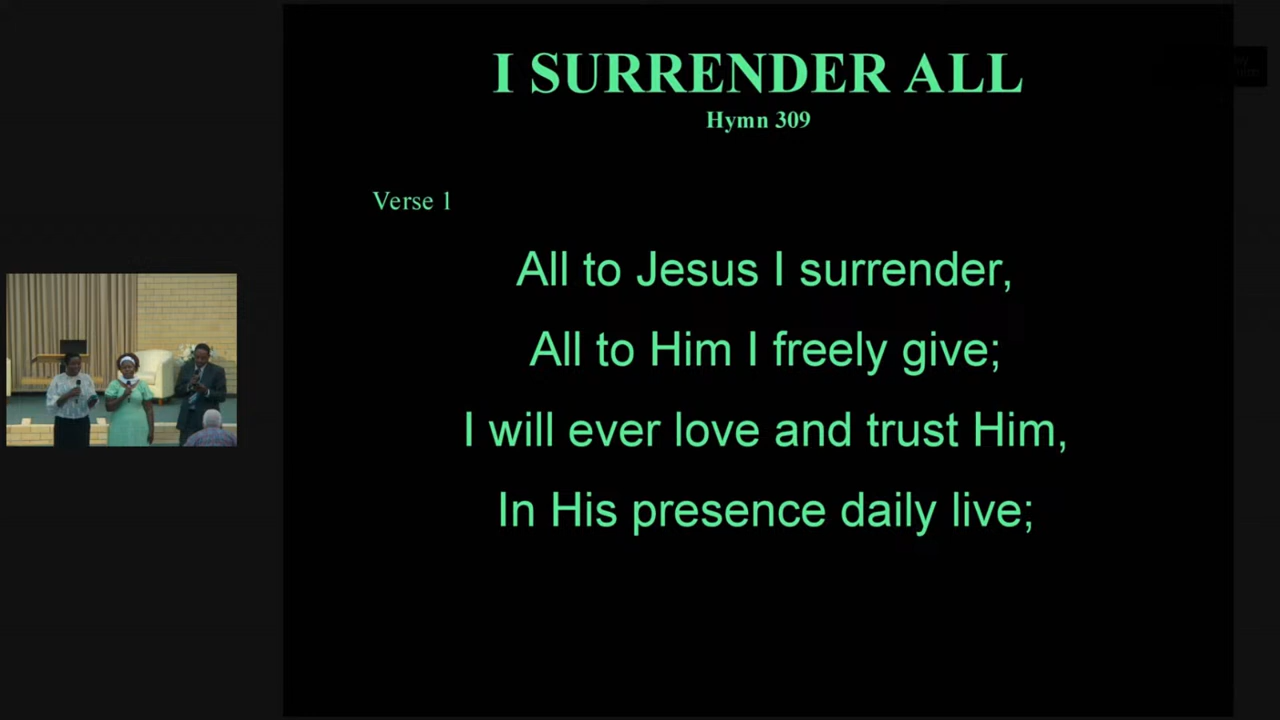 I SURRENDER ALL
Hymn 309
Verse 1
All to Jesus I surrender,
All to Him I freely give;
I will ever love and trust Him,
In His presence daily live;